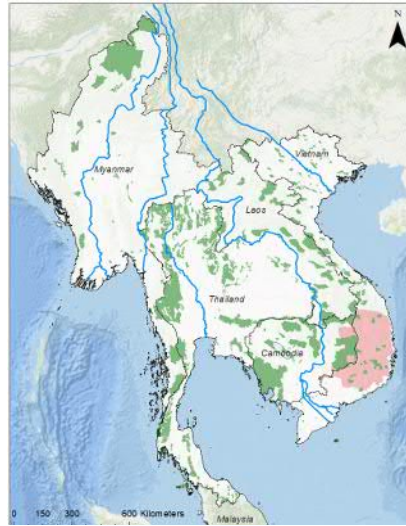 N
Vietnam
Myanmar
Laos
Thailand
Cambodia
0 150 300 600 Kilometers
Malaysia